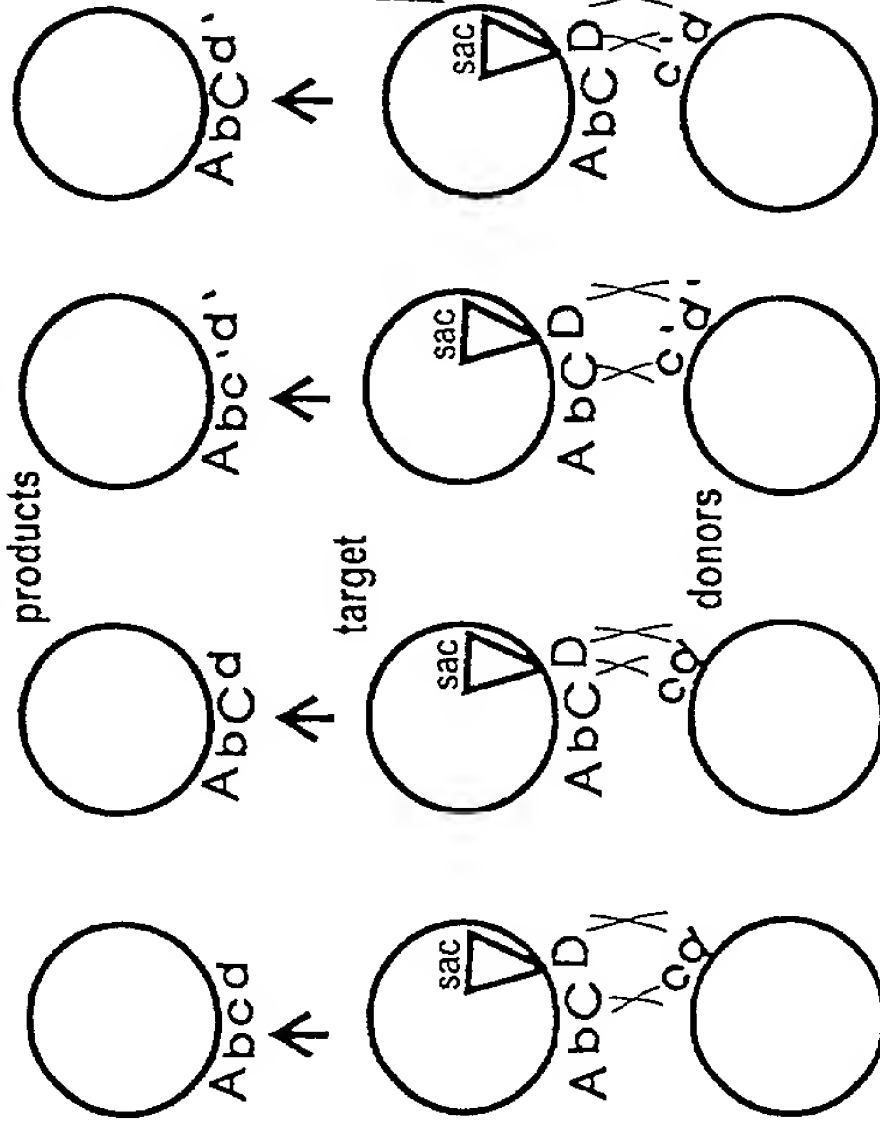 products
Abcd
AbCd
Abc'd'
AbCd'
target
sac
sac
sac
sac
AbCD
AbCD
AbCD
AbCD
donors
cd
cd
c'd'
c'd